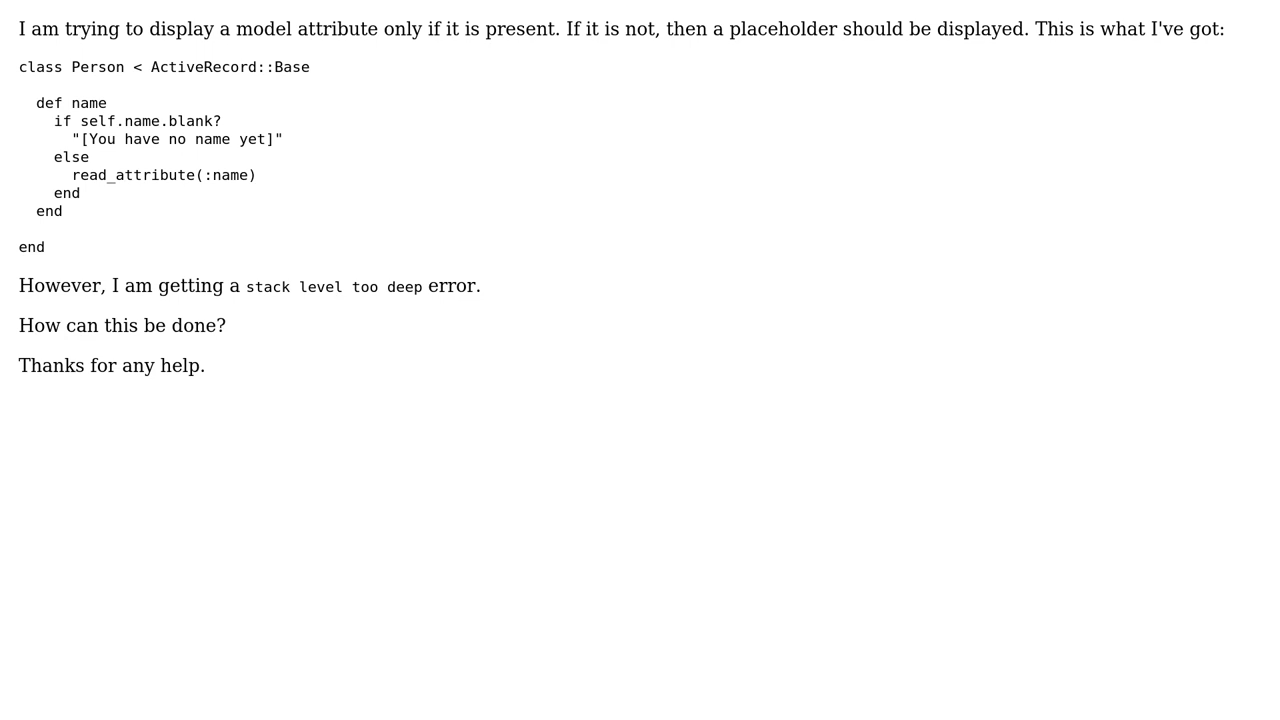 I am trying to display a model attribute only if it is present. If it is not, then a placeholder should be displayed. This is what I've got:
class Person < ActiveRecord::Base
  def name
    if self.name.blank?
      "[You have no name yet]"
    else
      read_attribute(:name)
    end
  end
end
However, I am getting a stack level too deep error.
How can this be done?
Thanks for any help.